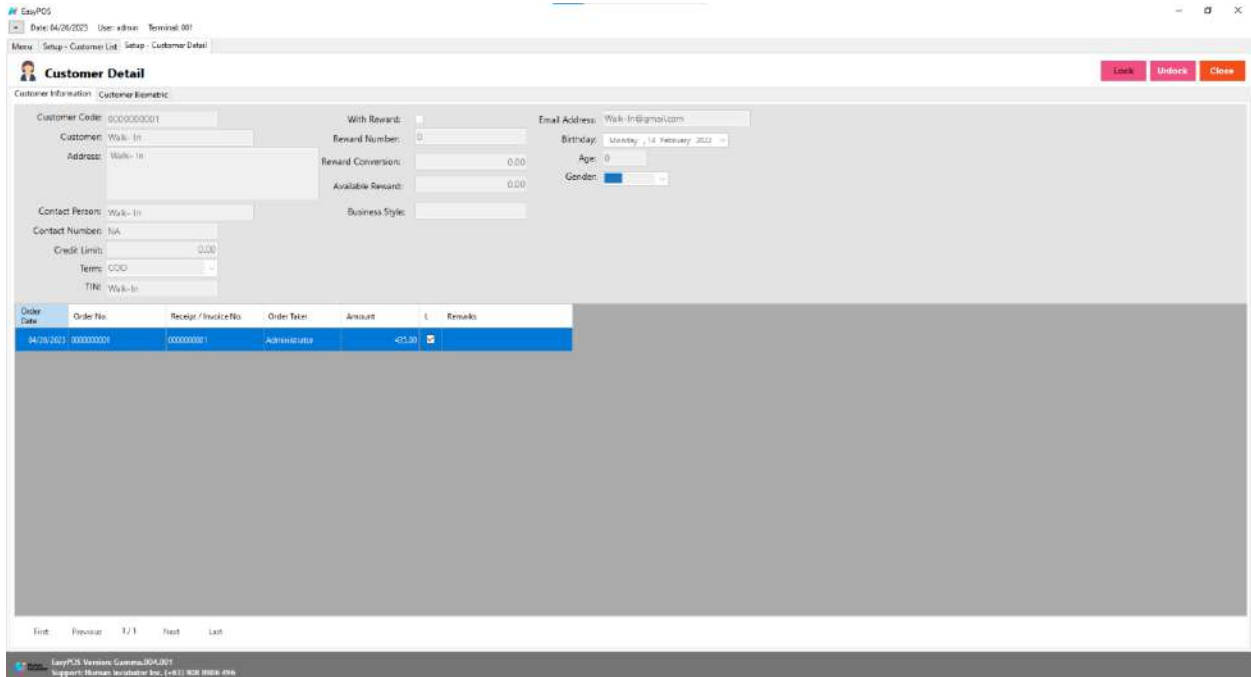 EasyPOS
Date: 04/26/2023 User: admin Terminal: 001
Menu Setup - Customer List Setup - Customer Detail
Customer Detail
Lock Unlock Close
Customer Information Customer Biometric
Customer Code: 0000000001 With Reward: Email Address: Walk-In@gmail.com
Customer: Walk- In Reward Number: 0 Birthday: Monday , 14 February 2022
Address: Walk- In Reward Conversion: 0.00 Age: 0
Available Reward: 0.00 Gender:
Contact Person: Walk- In Business Style:
Contact Number: NA
Credit Limit: 0.00
Term: COD
TIN: Walk-In
Order Date Order No. Receipt / Invoice No. Order Taker Amount L Remarks
04/26/2023 0000000001 0000000001 Administrator 435.00
First Previous 1 / 1 Next Last
EasyPOS Version: Gamma.004.001
Support: Human Incubator Inc. (+63)